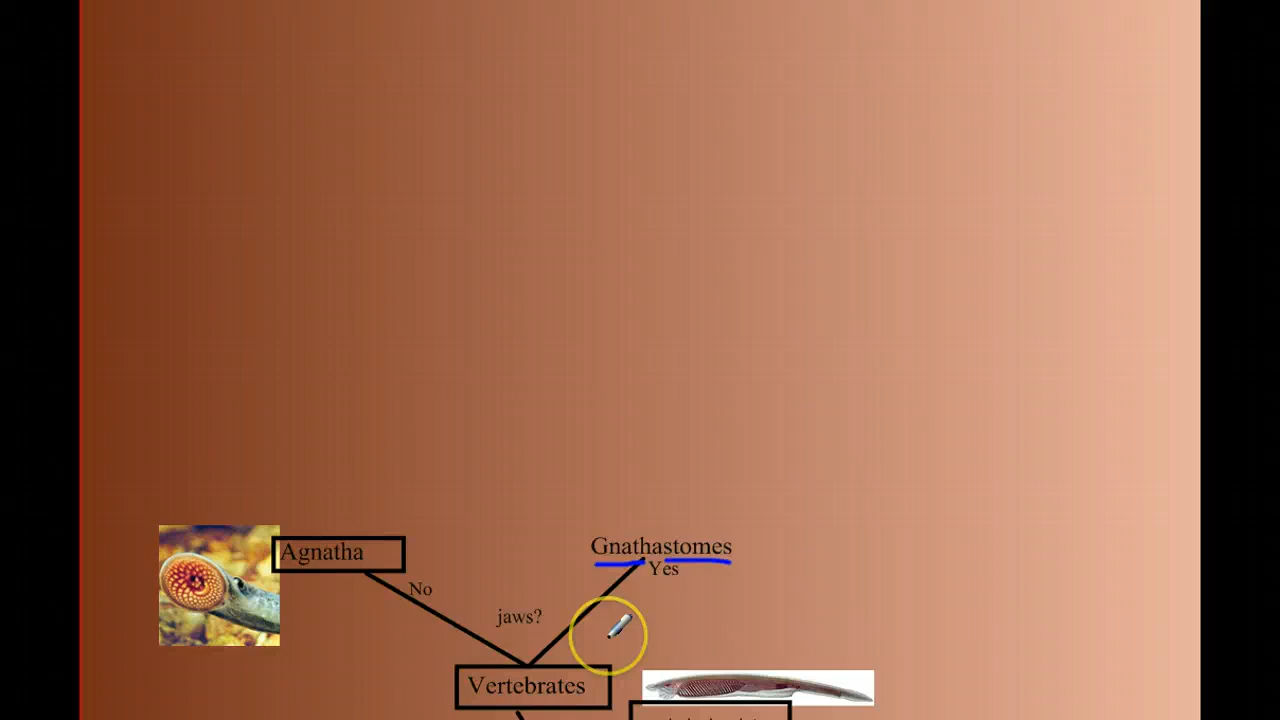 Agnatha
Gnathastomes
Yes
No
jaws?
Vertebrates